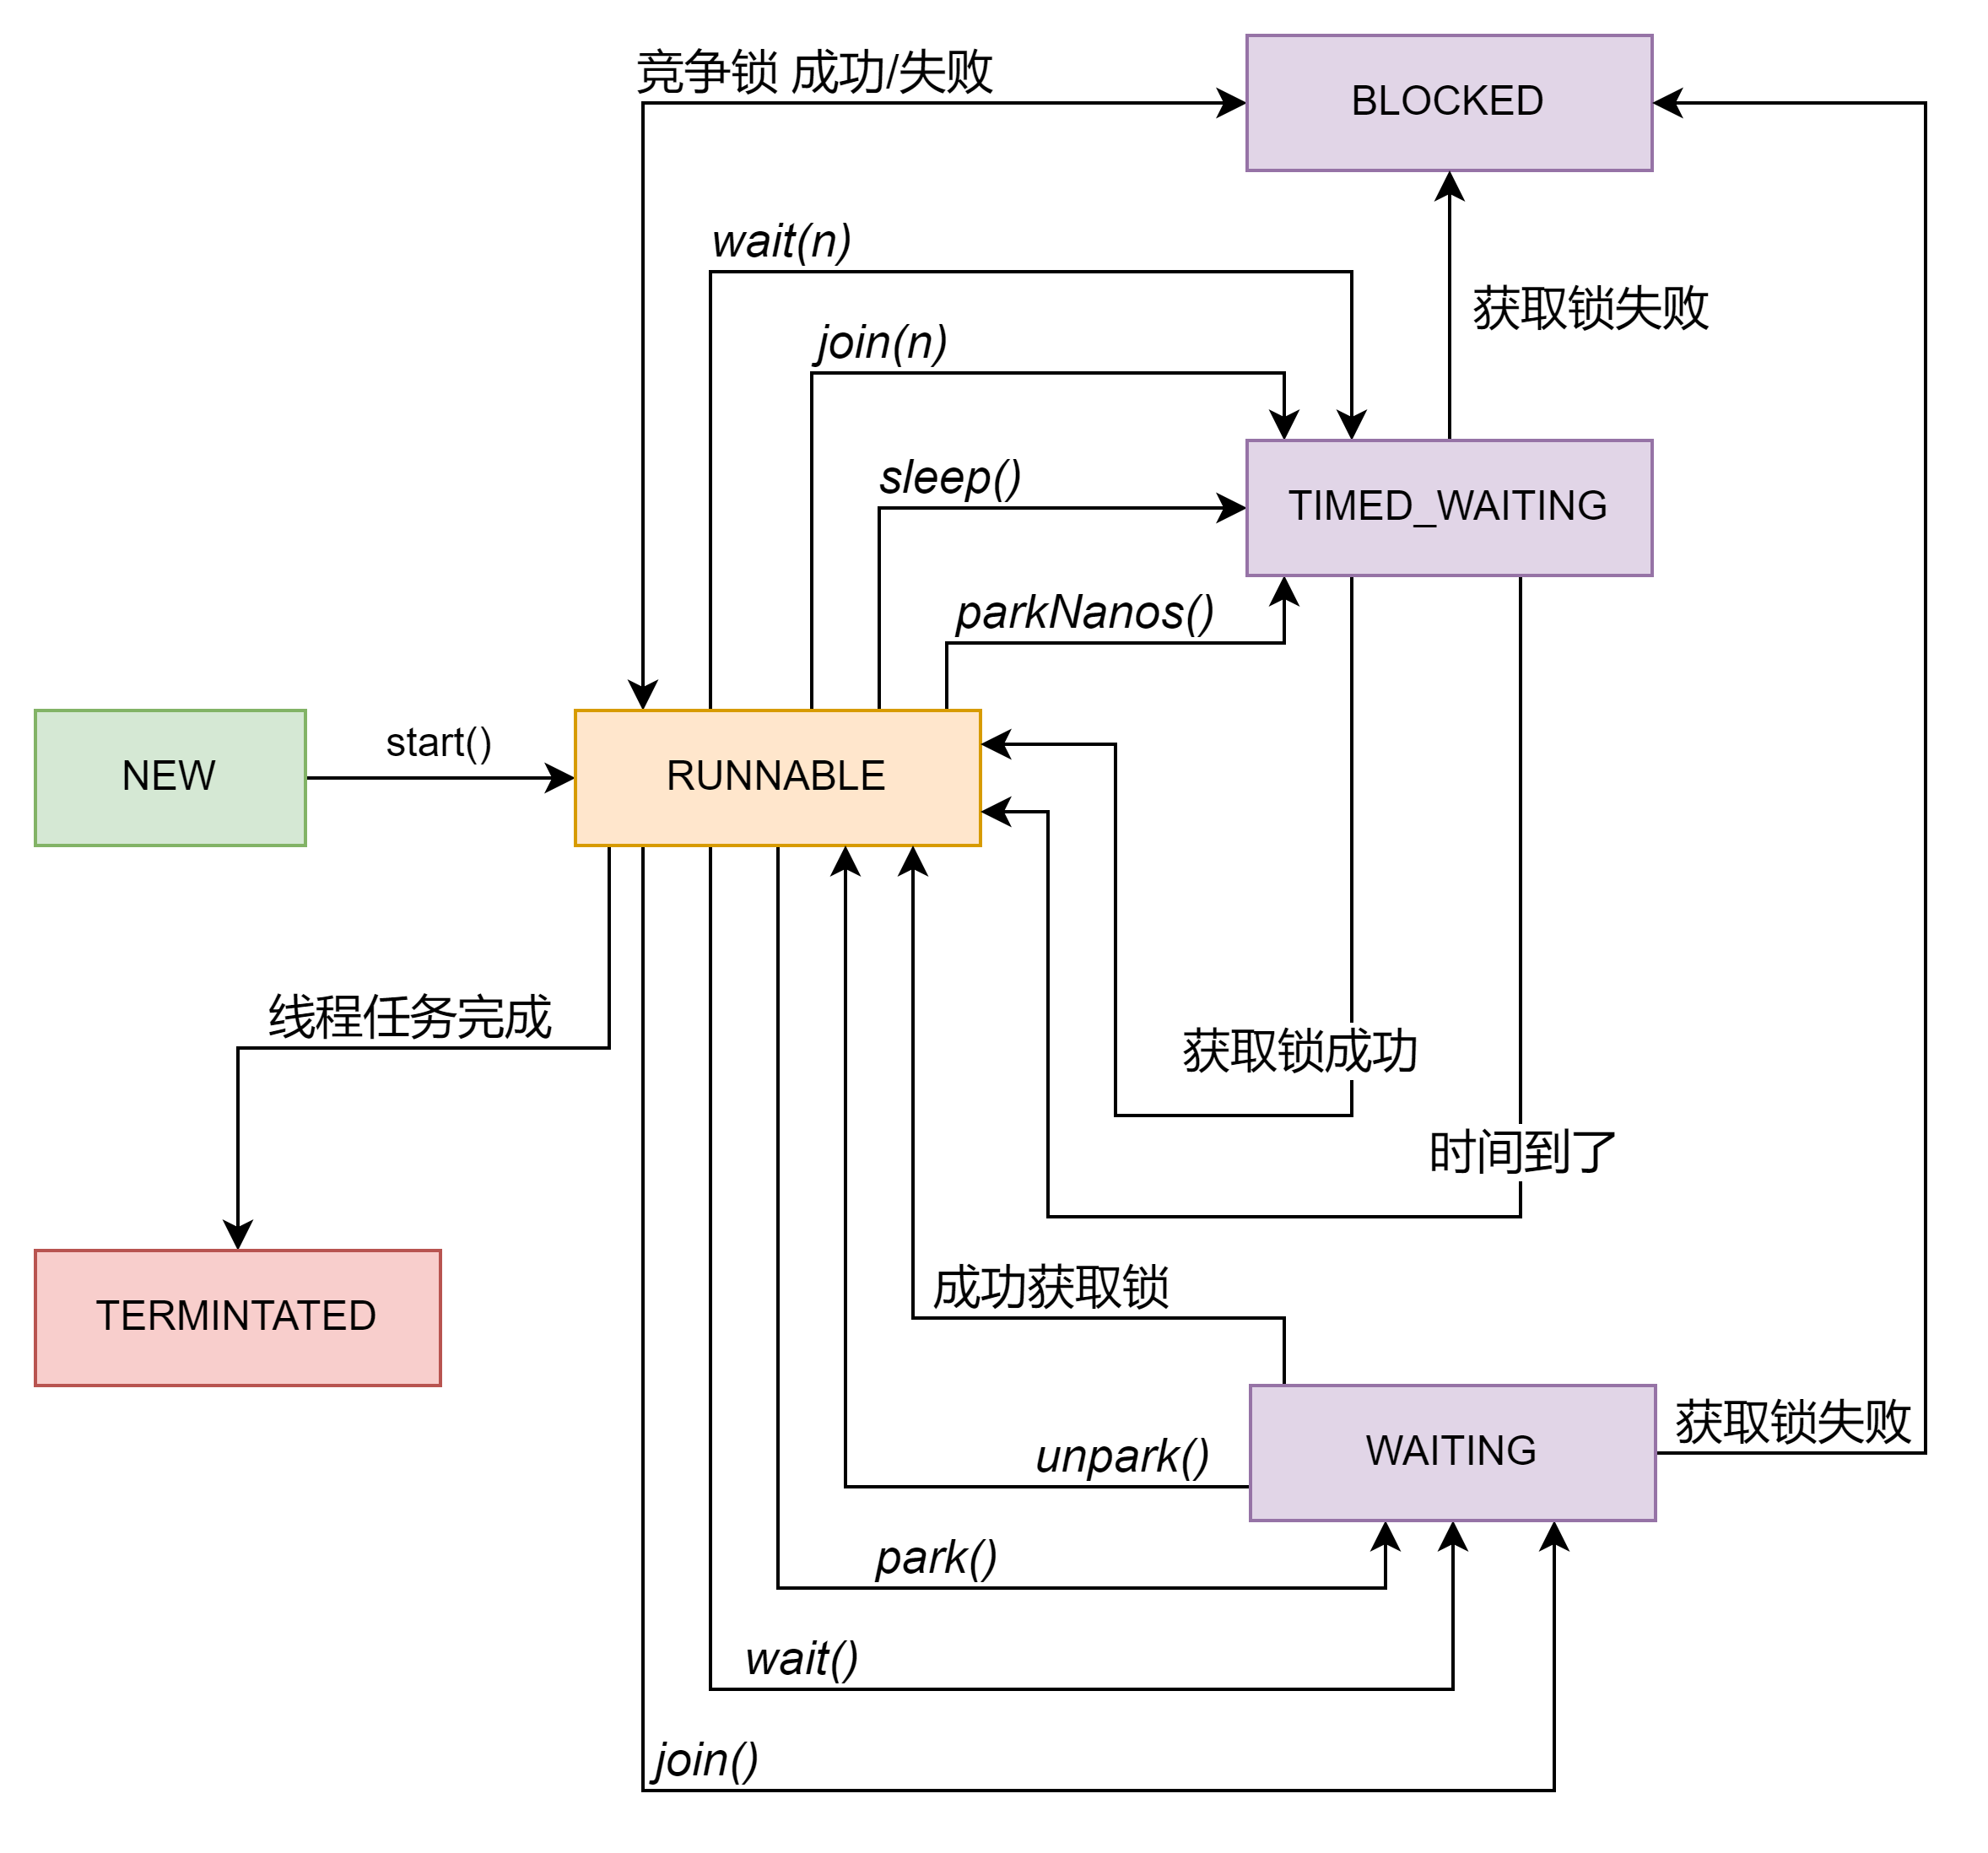 竞争锁 成功/失败
BLOCKED
wait(n)
获取锁失败
join(n)
sleep()
TIMED_WAITING
parkNanos()
start()
NEW
RUNNABLE
线程任务完成
获取锁成功
时间到了
成功获取锁
TERMINTATED
获取锁失败
WAITING
unpark()
park()
wait()
join()